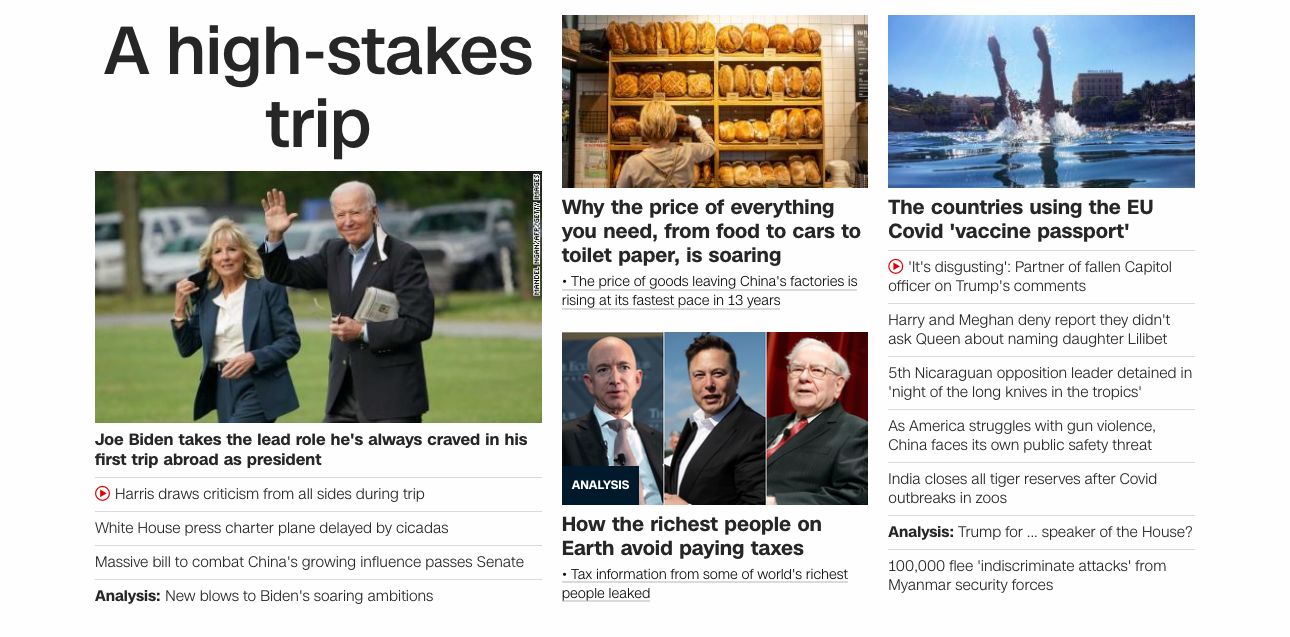 A high-stakes
trip
MANDEL NGAN/AFP/GETTY IMAGES
Joe Biden takes the lead role he's always craved in his
first trip abroad as president
Harris draws criticism from all sides during trip
White House press charter plane delayed by cicadas
Massive bill to combat China's growing influence passes Senate
Analysis: New blows to Biden's soaring ambitions
Why the price of everything
you need, from food to cars to
toilet paper, is soaring
• The price of goods leaving China's factories is
rising at its fastest pace in 13 years
ANALYSIS
How the richest people on
Earth avoid paying taxes
• Tax information from some of world's richest
people leaked
The countries using the EU
Covid 'vaccine passport'
'It's disgusting': Partner of fallen Capitol
officer on Trump's comments
Harry and Meghan deny report they didn't
ask Queen about naming daughter Lilibet
5th Nicaraguan opposition leader detained in
'night of the long knives in the tropics'
As America struggles with gun violence,
China faces its own public safety threat
India closes all tiger reserves after Covid
outbreaks in zoos
Analysis: Trump for ... speaker of the House?
100,000 flee 'indiscriminate attacks' from
Myanmar security forces